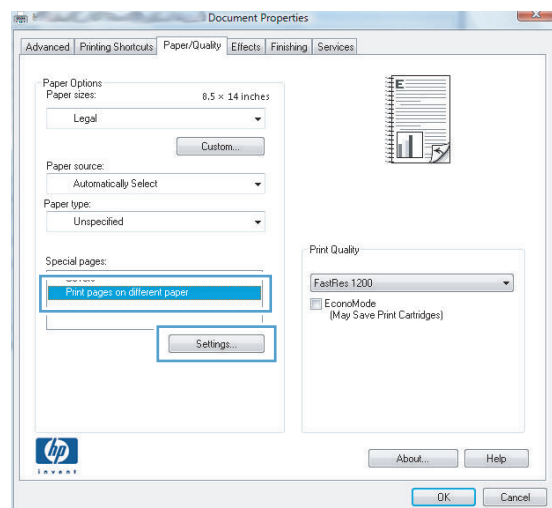 Document Properties
Advanced Printing Shortcuts Paper/Quality Effects Finishing Services
Paper Options
Paper sizes: 8.5 × 14 inches
Legal
Custom...
Paper source:
Automatically Select
Paper type:
Unspecified
Special pages:
Print pages on different paper
Settings...
Print Quality
FastRes 1200
EconoMode
(May Save Print Cartridges)
E
hp
invent
About... Help
OK Cancel